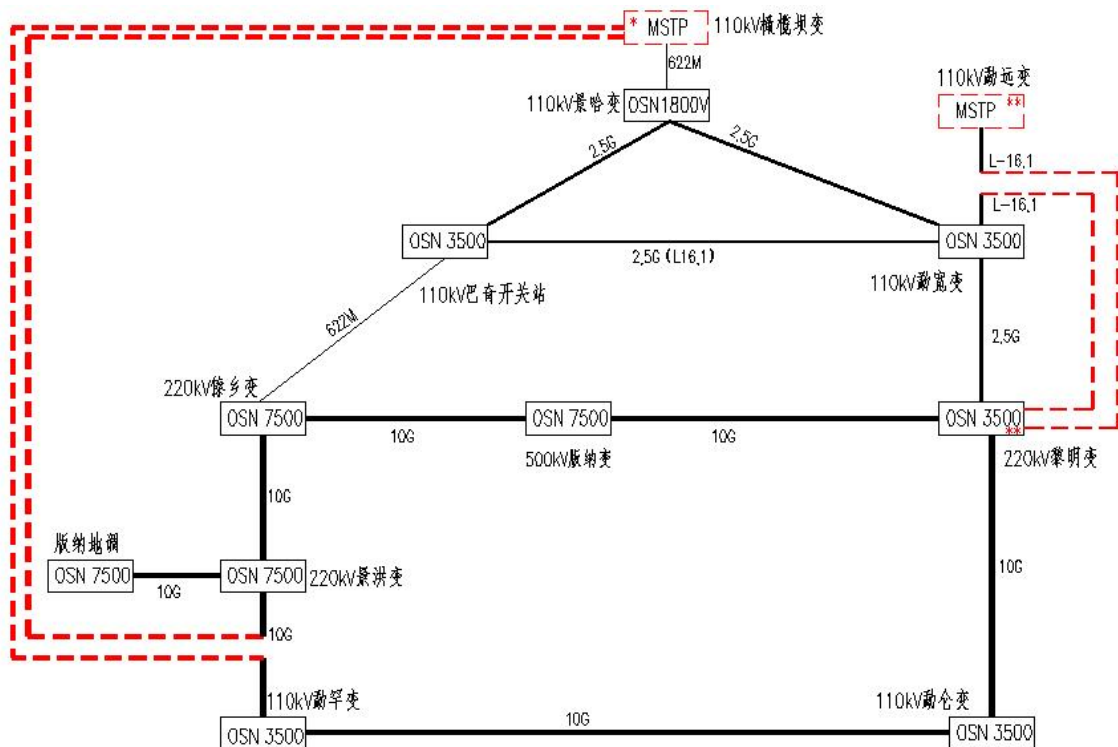 * MSTP 110kV橄榄坝变
622M
110kV勐远变
110kV景哈变 OSN1800V
MSTP **
2,5G
2,5G
L-16.1
L-16.1
OSN 3500
OSN 3500
2,5G (L16,1)
110kV巴奇开关站
110kV勐宽变
622M
2,5G
220kV傣乡变
OSN 7500
OSN 7500
OSN 3500
**
10G
10G
500kV版纳变
220kV黎明变
10G
版纳地调
OSN 7500
OSN 7500
220kV景洪变
10G
10G
10G
110kV勐罕变
110kV勐仑变
10G
OSN 3500
OSN 3500